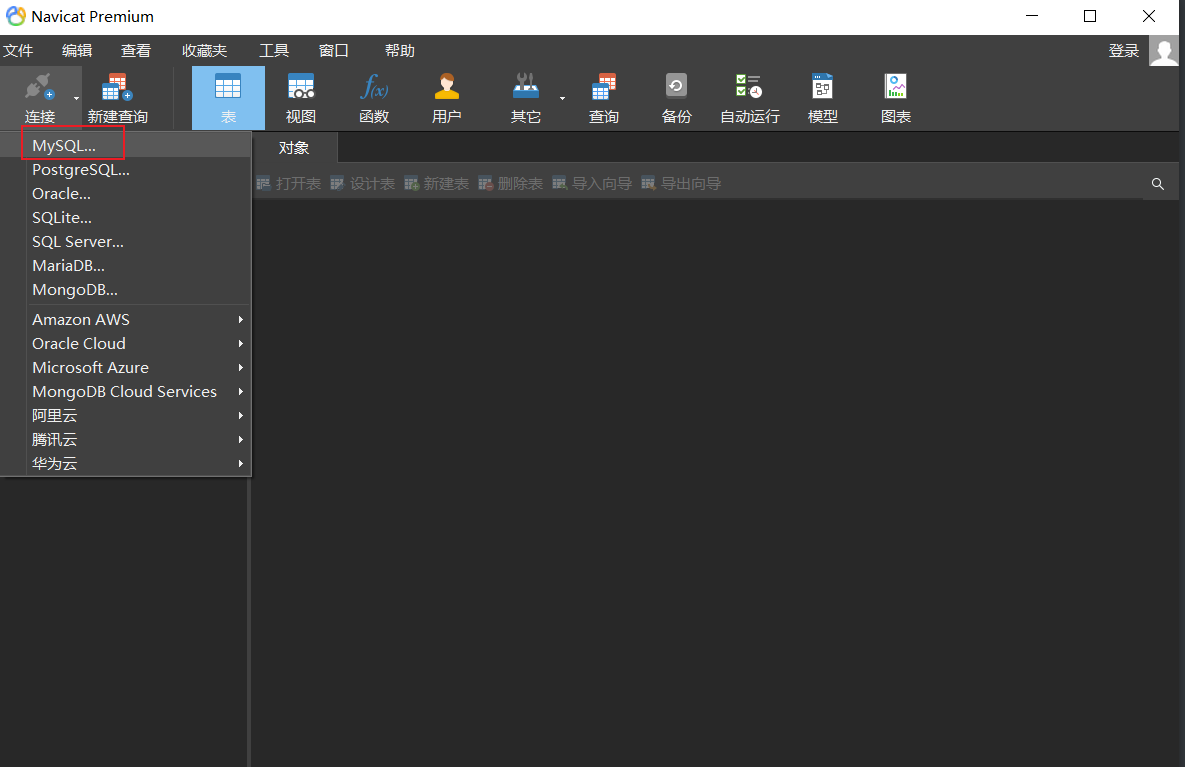 Navicat Premium
文件 编辑 查看 收藏夹 工具 窗口 帮助 登录
连接 新建查询 表 视图 函数 用户 其它 查询 备份 自动运行 模型 图表
f(x)
对象
打开表 设计表 新建表 删除表 导入向导 导出向导
MySQL...
PostgreSQL...
Oracle...
SQLite...
SQL Server...
MariaDB...
MongoDB...
Amazon AWS
Oracle Cloud
Microsoft Azure
MongoDB Cloud Services
阿里云
腾讯云
华为云